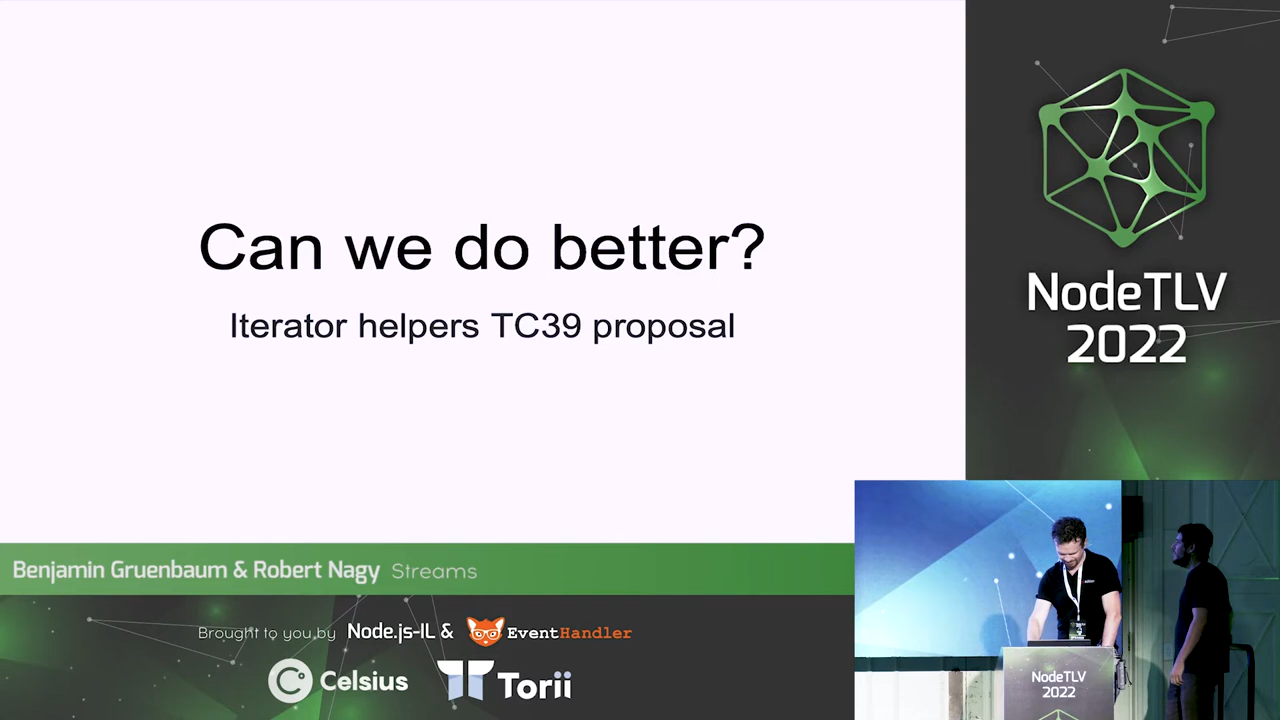 Can we do better?
Iterator helpers TC39 proposal
NodeTLV
2022
Benjamin Gruenbaum & Robert Nagy Streams
Brought to you by Node.js-IL & EventHandler
Celsius Torii
NodeTLV
2022